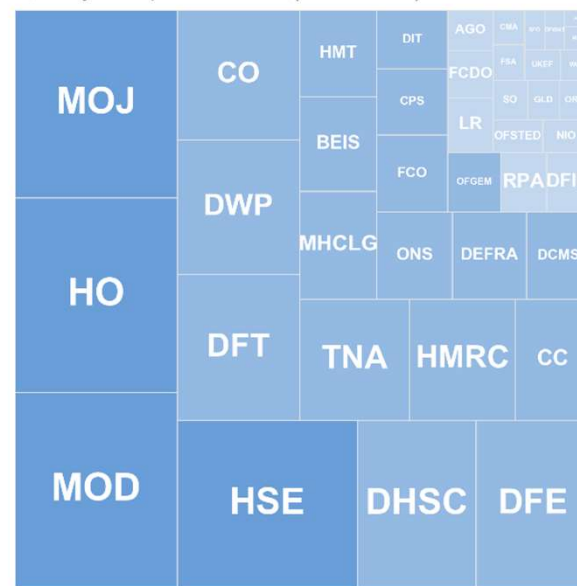 MOJ
HO
MOD
CO
DWP
DFT
HSE
HMT
BEIS
MHCLG
TNA
DHSC
DIT
CPS
FCO
ONS
HMRC
DFE
AGO
FCDO
LR
OFGEM
DEFRA
CC
CMA
FSA
SO
OFSTED
RPA
UKEF
GLD
NIO
DCMS